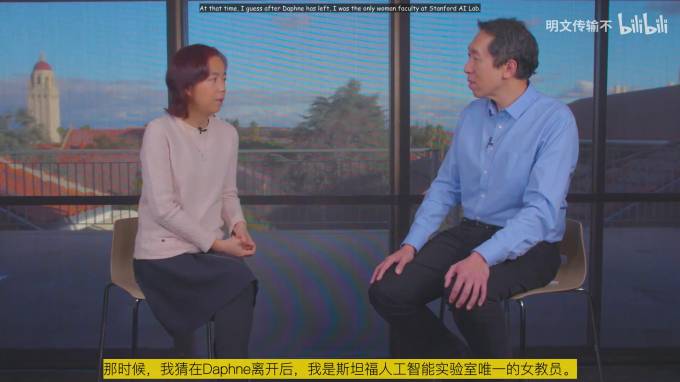 At that time, I guess after Daphne has left, I was the only woman faculty at Stanford AI Lab.
明文传输不 bilibili
那时候，我猜在Daphne离开后，我是斯坦福人工智能实验室唯一的女教员。